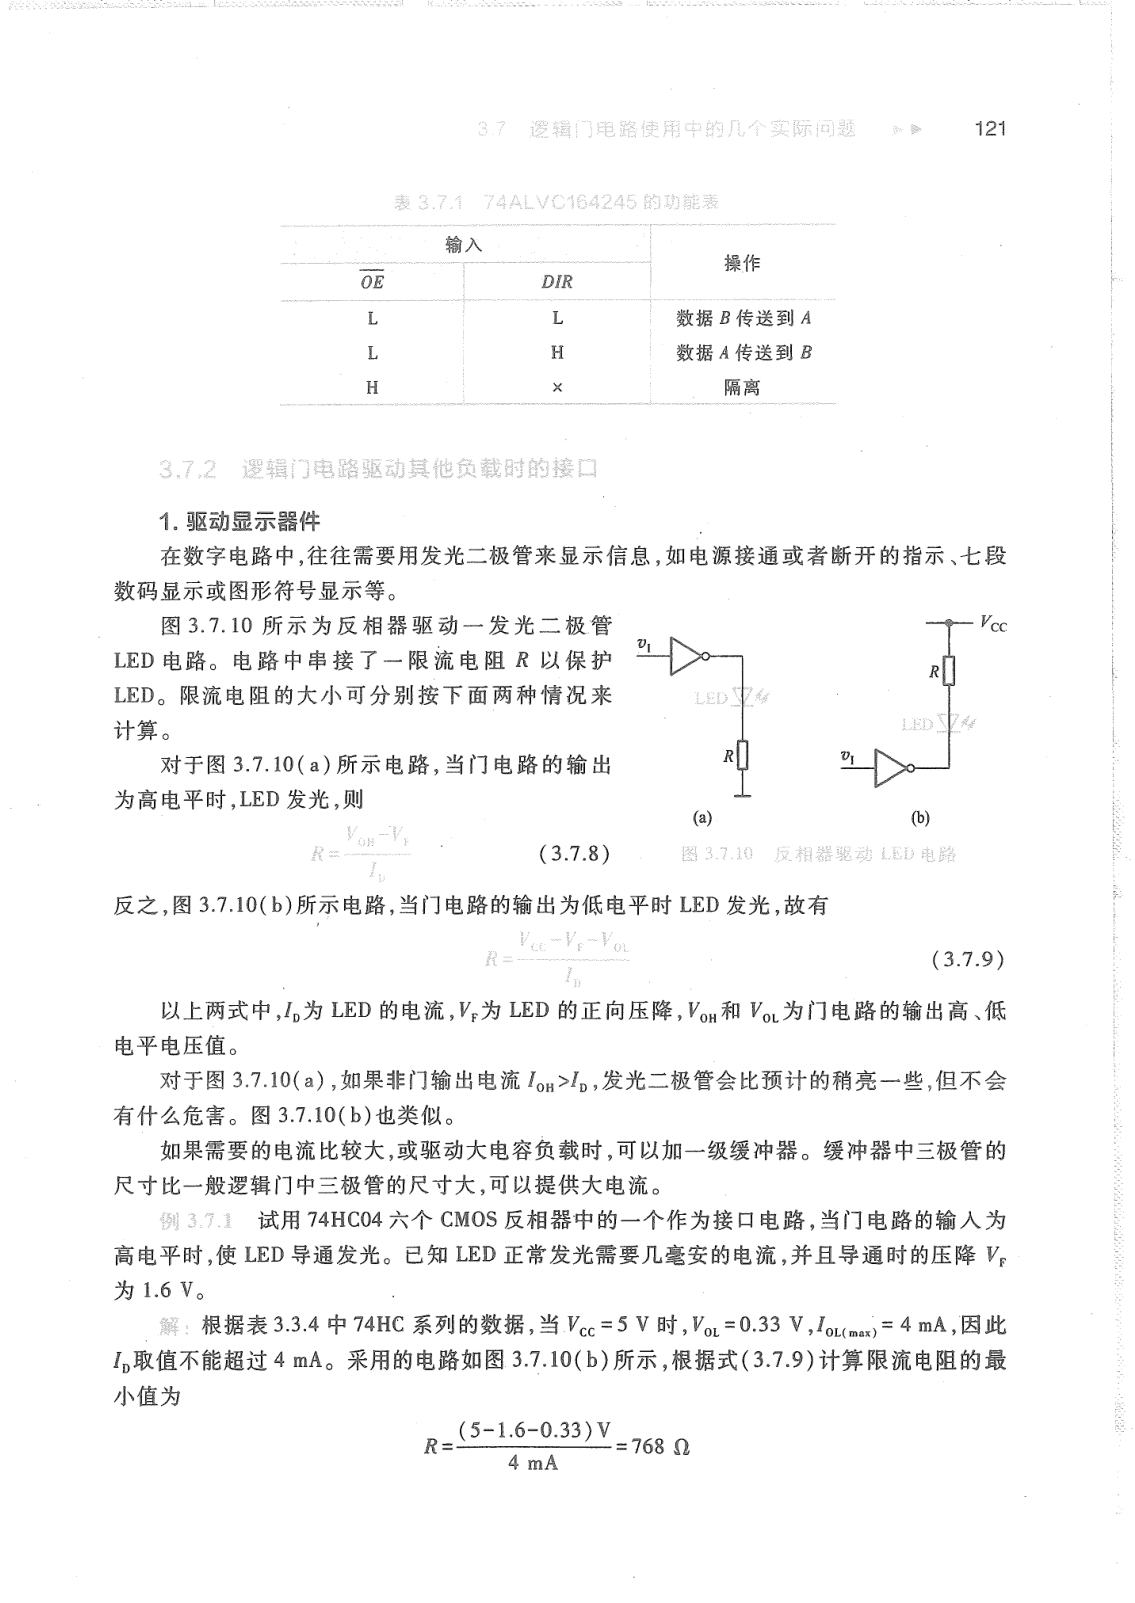 3.7 逻辑门电路使用中的几个实际问题 121
表 3.7.1 74ALVC164245 的功能表
输入 操作
OE DIR
L L 数据 B 传送到 A
L H 数据 A 传送到 B
H × 隔离
3.7.2 逻辑门电路驱动其他负载时的接口
1. 驱动显示器件
在数字电路中,往往需要用发光二极管来显示信息,如电源接通或者断开的指示、七段
数码显示或图形符号显示等。
图 3.7.10 所示为反相器驱动一发光二极管
LED 电路。电路中串接了一限流电阻 R 以保护
LED。限流电阻的大小可分别按下面两种情况来
计算。
对于图 3.7.10(a)所示电路,当门电路的输出
为高电平时,LED 发光,则
R=(V_OH-V_F)/I_D (3.7.8)
v_I
LED
R
(a)
V_CC
R
LED
v_I
(b)
图 3.7.10 反相器驱动 LED 电路
反之,图 3.7.10(b)所示电路,当门电路的输出为低电平时 LED 发光,故有
R=(V_CC-V_F-V_OL)/I_D (3.7.9)
以上两式中,I_D为 LED 的电流,V_F为 LED 的正向压降,V_OH和 V_OL为门电路的输出高、低
电平电压值。
对于图 3.7.10(a),如果非门输出电流 I_OH>I_D,发光二极管会比预计的稍亮一些,但不会
有什么危害。图 3.7.10(b)也类似。
如果需要的电流比较大,或驱动大电容负载时,可以加一级缓冲器。缓冲器中三极管的
尺寸比一般逻辑门中三极管的尺寸大,可以提供大电流。
例 3.7.1 试用 74HC04 六个 CMOS 反相器中的一个作为接口电路,当门电路的输入为
高电平时,使 LED 导通发光。已知 LED 正常发光需要几毫安的电流,并且导通时的压降 V_F
为 1.6 V。
解: 根据表 3.3.4 中 74HC 系列的数据,当 V_CC=5 V 时,V_OL=0.33 V,I_OL(max)=4 mA,因此
I_D取值不能超过 4 mA。采用的电路如图 3.7.10(b)所示,根据式(3.7.9)计算限流电阻的最
小值为
R=(5-1.6-0.33)V/4 mA=768 Ω